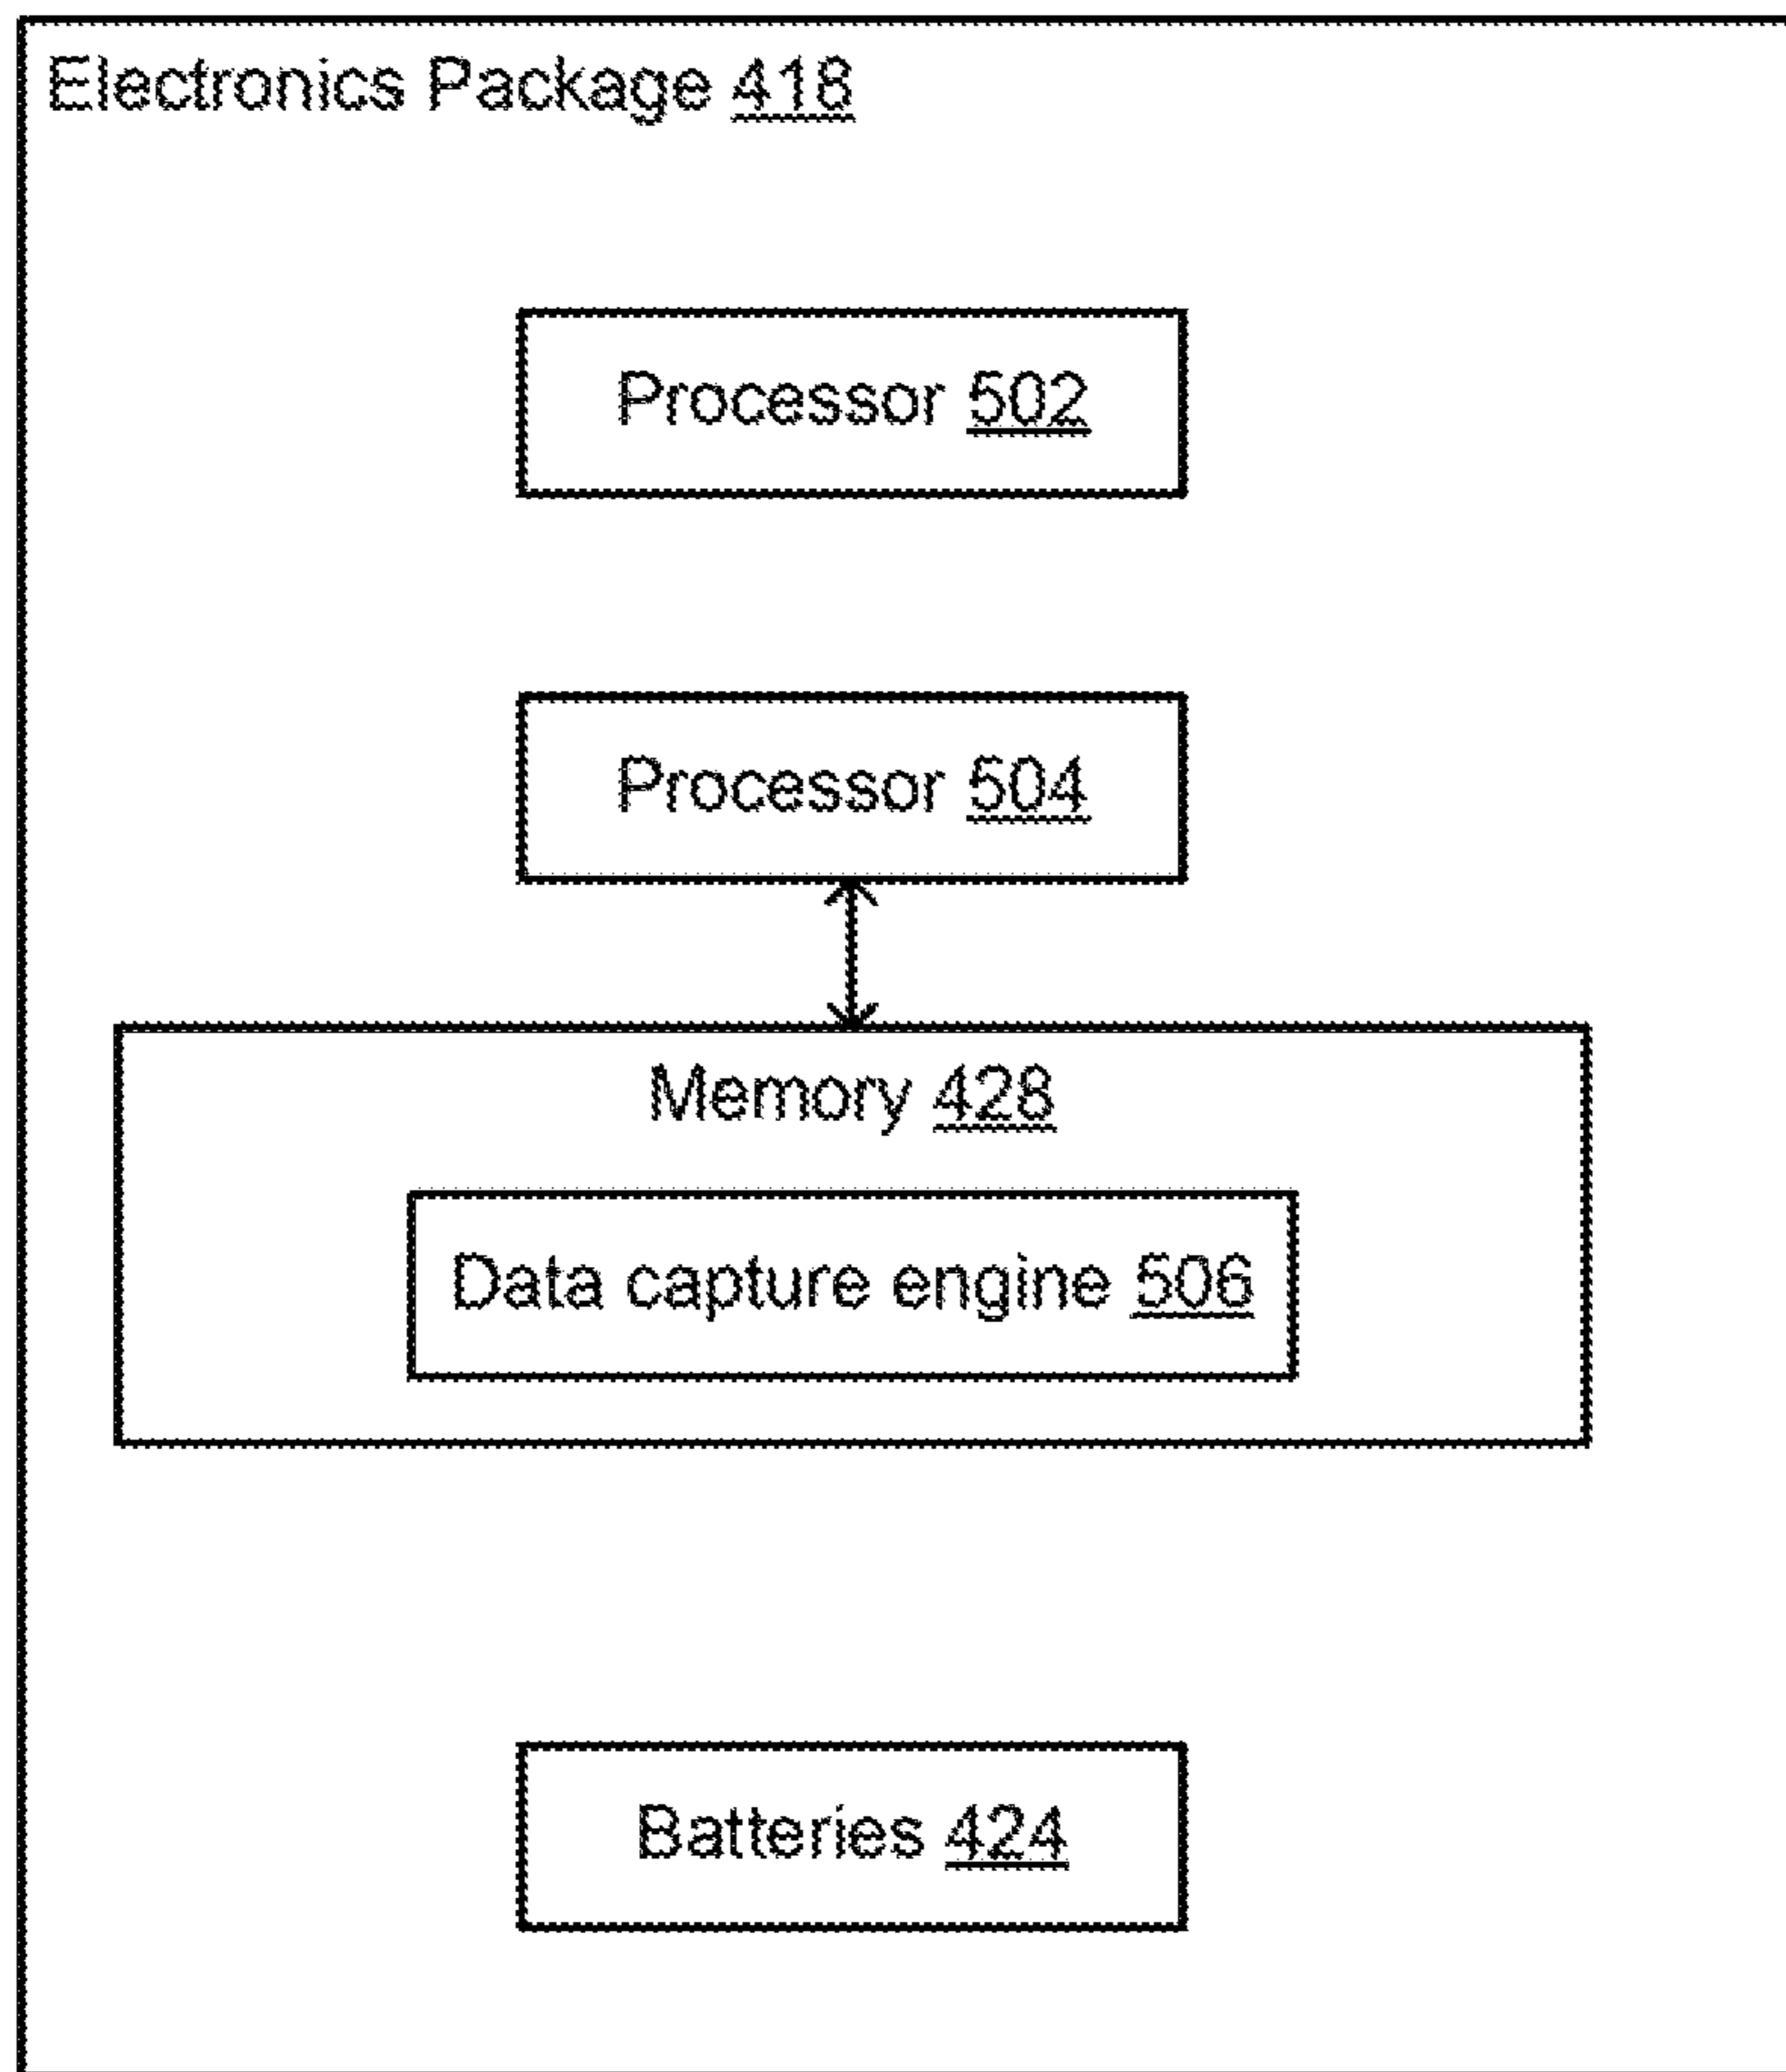 Electronics Package 418
Processor 502
Processor 504
Memory 428
Data capture engine 506
Batteries 424